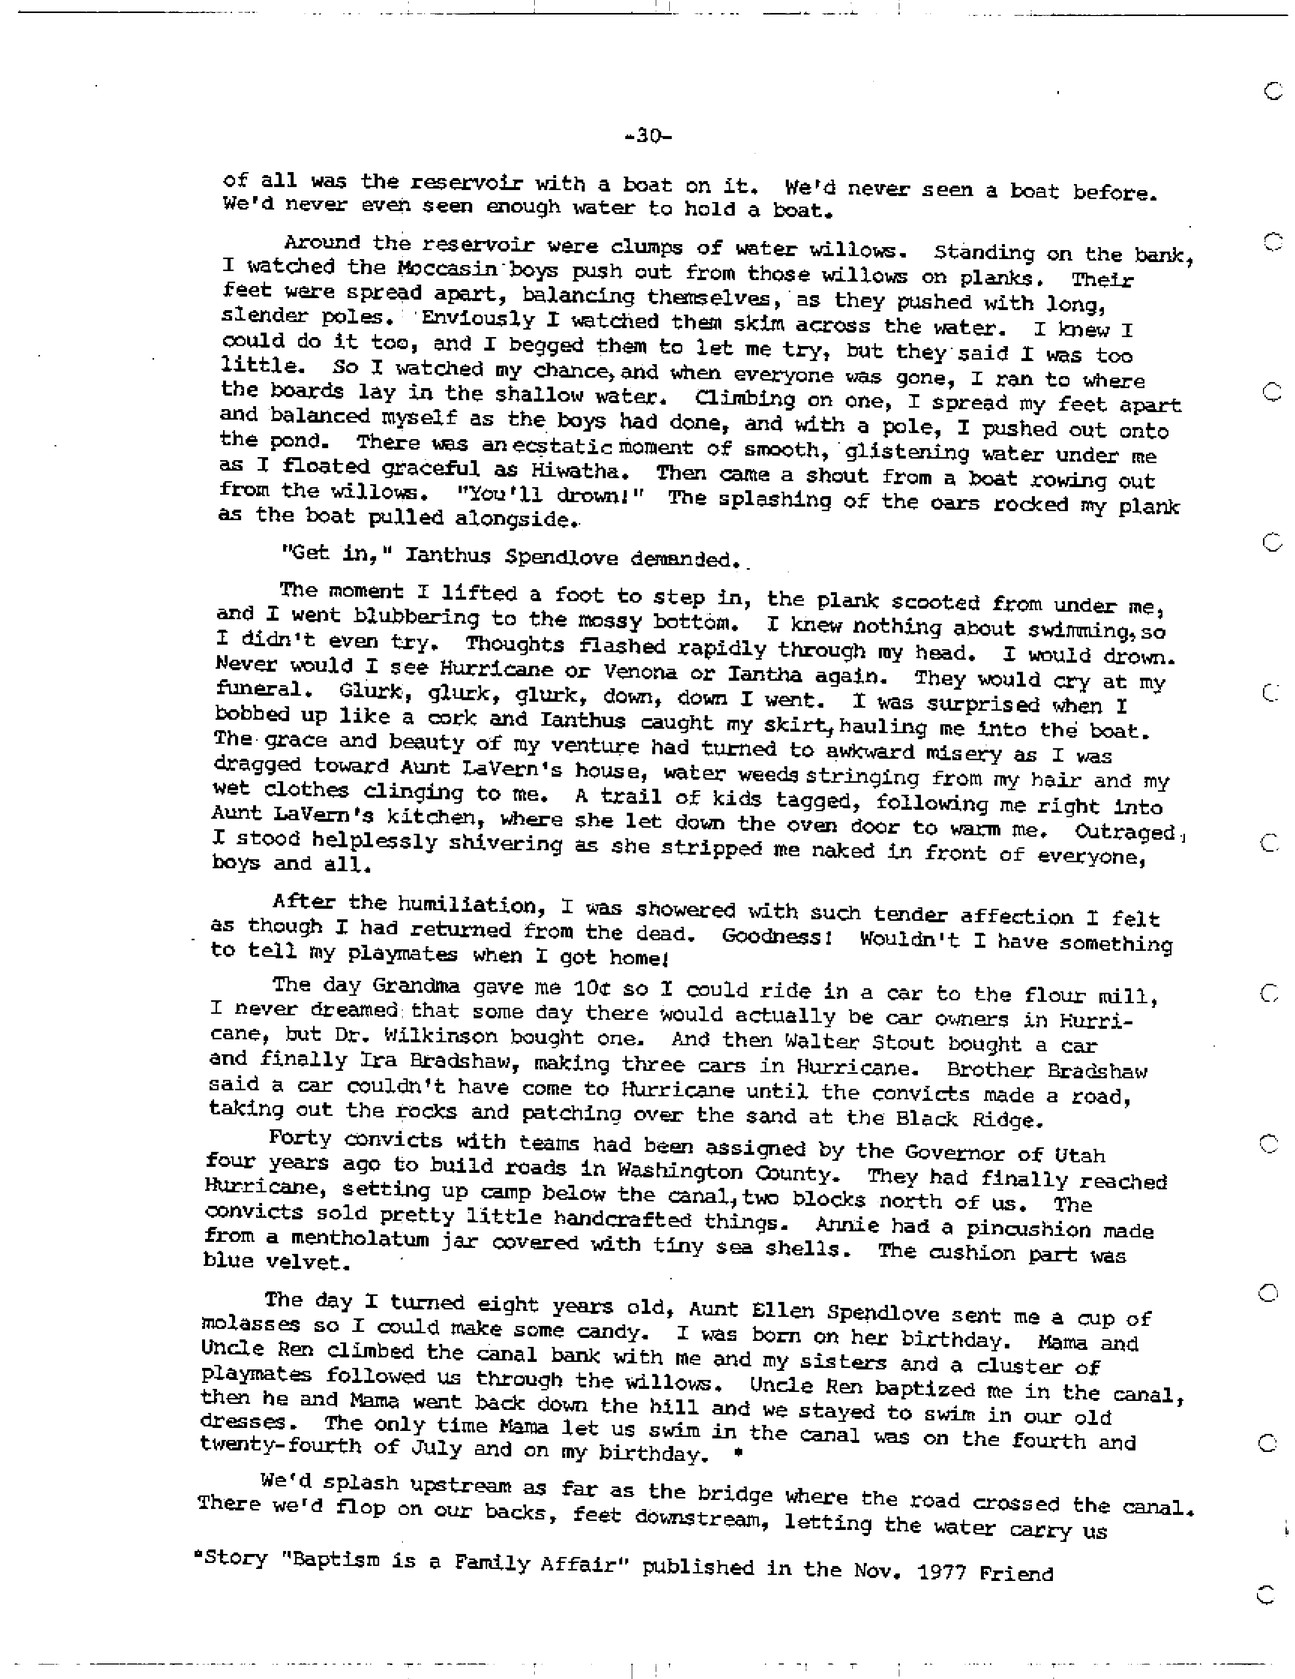 -30-
of all was the reservoir with a boat on it. We'd never seen a boat before.
We'd never even seen enough water to hold a boat.
Around the reservoir were clumps of water willows. Standing on the bank,
I watched the Moccasin boys push out from those willows on planks. Their
feet were spread apart, balancing themselves, as they pushed with long,
slender poles. Enviously I watched them skim across the water. I knew I
could do it too, and I begged them to let me try, but they said I was too
little. So I watched my chance, and when everyone was gone, I ran to where
the boards lay in the shallow water. Climbing on one, I spread my feet apart
and balanced myself as the boys had done, and with a pole, I pushed out onto
the pond. There was an ecstatic moment of smooth, glistening water under me
as I floated graceful as Hiwatha. Then came a shout from a boat rowing out
from the willows. "You'll drown!" The splashing of the oars rocked my plank
as the boat pulled alongside.
"Get in," Ianthus Spendlove demanded.
The moment I lifted a foot to step in, the plank scooted from under me,
and I went blubbering to the mossy bottom. I knew nothing about swimming, so
I didn't even try. Thoughts flashed rapidly through my head. I would drown.
Never would I see Hurricane or Venona or Iantha again. They would cry at my
funeral. Glurk, glurk, glurk, down, down I went. I was surprised when I
bobbed up like a cork and Ianthus caught my skirt, hauling me into the boat.
The grace and beauty of my venture had turned to awkward misery as I was
dragged toward Aunt LaVern's house, water weeds stringing from my hair and my
wet clothes clinging to me. A trail of kids tagged, following me right into
Aunt LaVern's kitchen, where she let down the oven door to warm me. Outraged,
I stood helplessly shivering as she stripped me naked in front of everyone,
boys and all.
After the humiliation, I was showered with such tender affection I felt
as though I had returned from the dead. Goodness! Wouldn't I have something
to tell my playmates when I got home!
The day Grandma gave me 10¢ so I could ride in a car to the flour mill,
I never dreamed that some day there would actually be car owners in Hurri-
cane, but Dr. Wilkinson bought one. And then Walter Stout bought a car
and finally Ira Bradshaw, making three cars in Hurricane. Brother Bradshaw
said a car couldn't have come to Hurricane until the convicts made a road,
taking out the rocks and patching over the sand at the Black Ridge.
Forty convicts with teams had been assigned by the Governor of Utah
four years ago to build roads in Washington County. They had finally reached
Hurricane, setting up camp below the canal, two blocks north of us. The
convicts sold pretty little handcrafted things. Annie had a pincushion made
from a mentholatum jar covered with tiny sea shells. The cushion part was
blue velvet.
The day I turned eight years old, Aunt Ellen Spendlove sent me a cup of
molasses so I could make some candy. I was born on her birthday. Mama and
Uncle Ren climbed the canal bank with me and my sisters and a cluster of
playmates followed us through the willows. Uncle Ren baptized me in the canal,
then he and Mama went back down the hill and we stayed to swim in our old
dresses. The only time Mama let us swim in the canal was on the fourth and
twenty-fourth of July and on my birthday. *
We'd splash upstream as far as the bridge where the road crossed the canal.
There we'd flop on our backs, feet downstream, letting the water carry us
*Story "Baptism is a Family Affair" published in the Nov. 1977 Friend